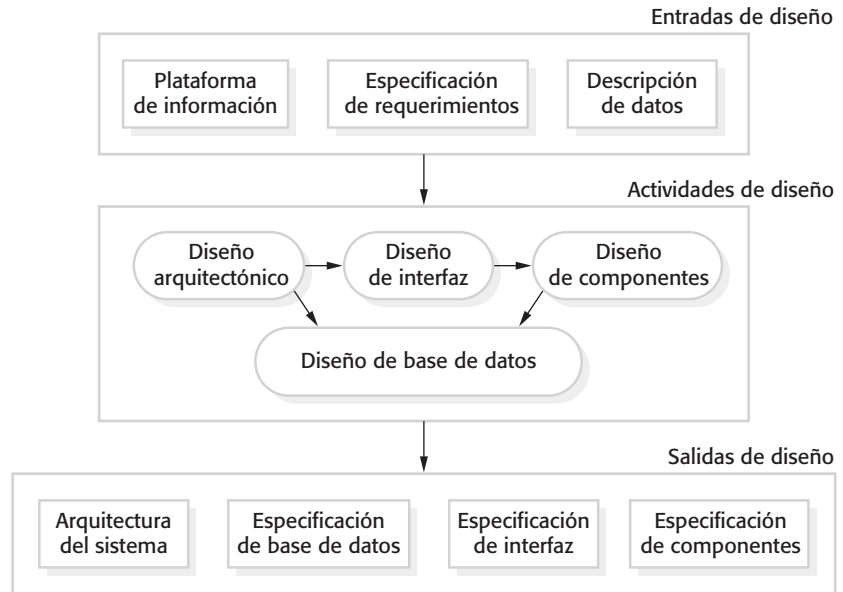 Entradas de diseño
Plataforma
de información
Especificación
de requerimientos
Descripción
de datos
Actividades de diseño
Diseño
arquitectónico
Diseño
de interfaz
Diseño
de componentes
Diseño de base de datos
Salidas de diseño
Arquitectura
del sistema
Especificación
de base de datos
Especificación
de interfaz
Especificación
de componentes